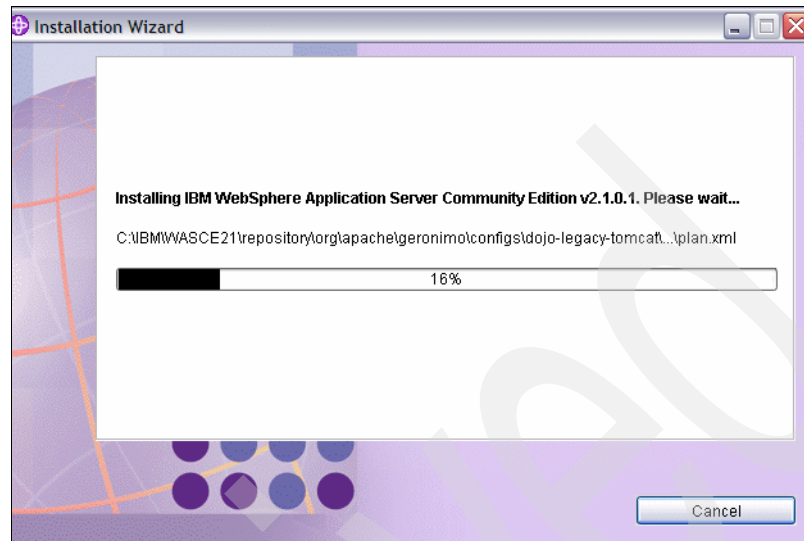 Installation Wizard
Installing IBM WebSphere Application Server Community Edition v2.1.0.1. Please wait...
C:\IBM\WASCE21\repository\org\apache\geronimo\configs\dojo-legacy-tomcat\...\plan.xml
16%
Cancel